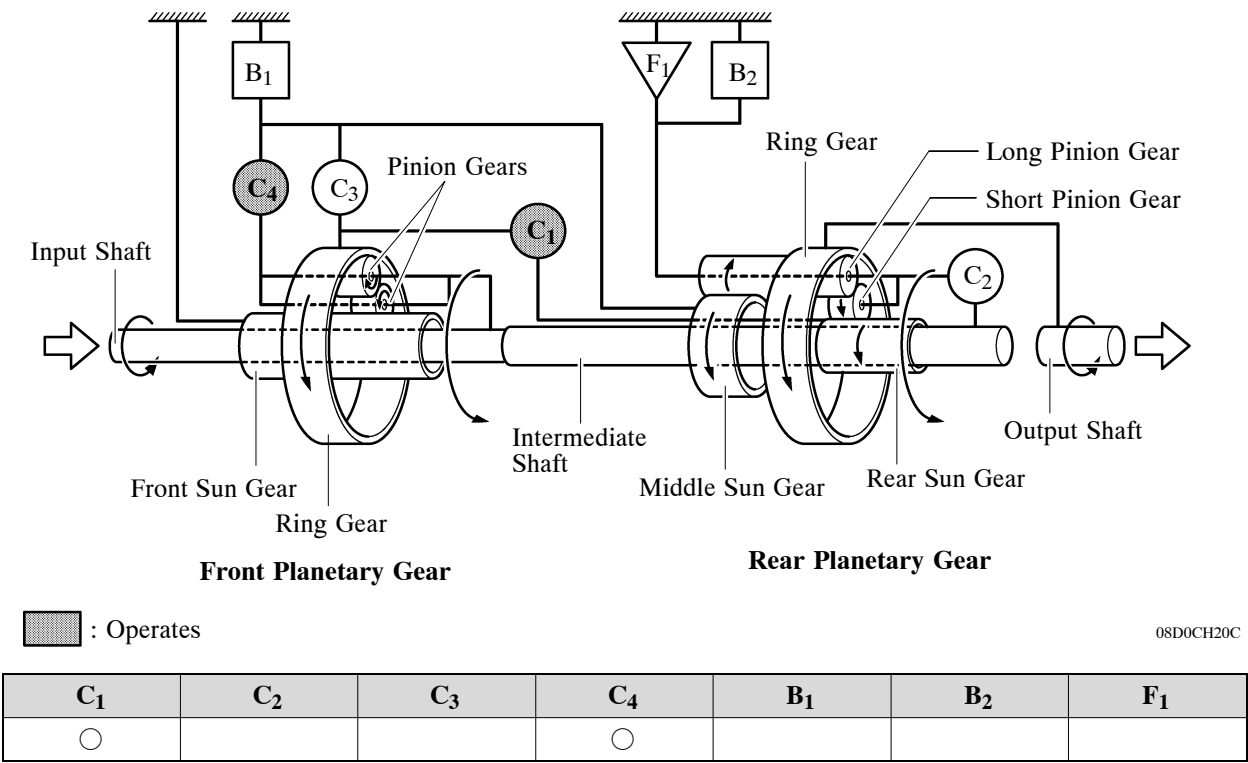 B1
F1
B2
Ring Gear
Long Pinion Gear
Pinion Gears
C4
C3
Short Pinion Gear
C1
Input Shaft
C2
Intermediate
Shaft
Output Shaft
Front Sun Gear
Middle Sun Gear
Rear Sun Gear
Ring Gear
Front Planetary Gear
Rear Planetary Gear
: Operates
08D0CH20C
C1 C2 C3 C4 B1 B2 F1
○ ○